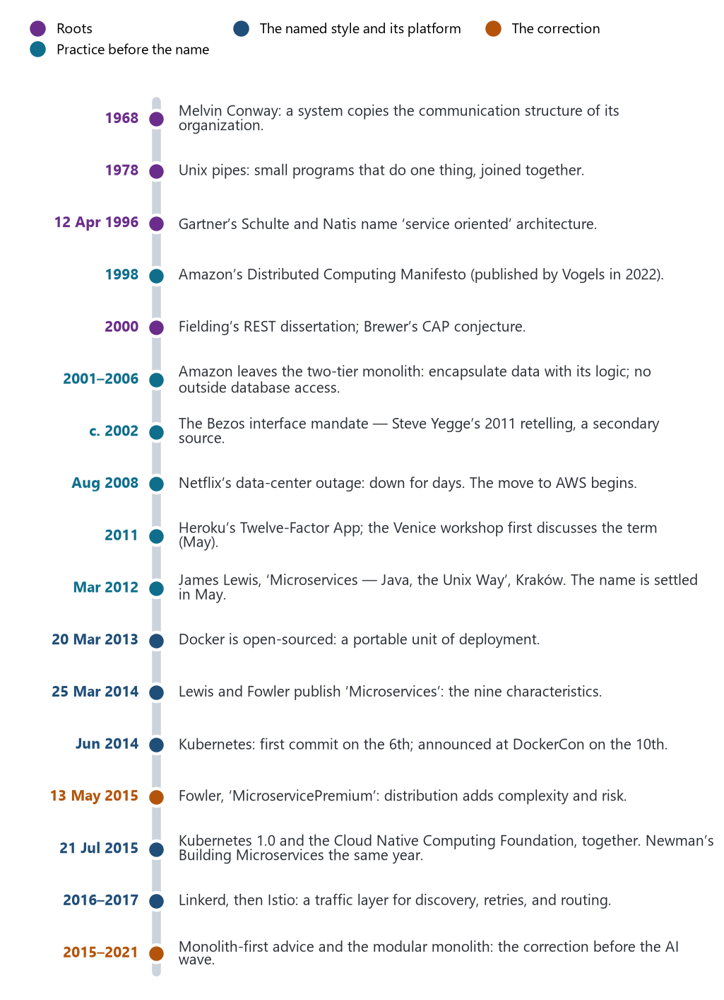 Roots
The named style and its platform
The correction
Practice before the name
1968
Melvin Conway: a system copies the communication structure of its
organization.
1978
Unix pipes: small programs that do one thing, joined together.
12 Apr 1996
Gartner’s Schulte and Natis name ‘service oriented’ architecture.
1998
Amazon’s Distributed Computing Manifesto (published by Vogels in 2022).
2000
Fielding’s REST dissertation; Brewer’s CAP conjecture.
2001–2006
Amazon leaves the two-tier monolith: encapsulate data with its logic; no
outside database access.
c. 2002
The Bezos interface mandate — Steve Yegge’s 2011 retelling, a secondary
source.
Aug 2008
Netflix’s data-center outage: down for days. The move to AWS begins.
2011
Heroku’s Twelve-Factor App; the Venice workshop first discusses the term
(May).
Mar 2012
James Lewis, ‘Microservices — Java, the Unix Way’, Kraków. The name is settled
in May.
20 Mar 2013
Docker is open-sourced: a portable unit of deployment.
25 Mar 2014
Lewis and Fowler publish ‘Microservices’: the nine characteristics.
Jun 2014
Kubernetes: first commit on the 6th; announced at DockerCon on the 10th.
13 May 2015
Fowler, ‘MicroservicePremium’: distribution adds complexity and risk.
21 Jul 2015
Kubernetes 1.0 and the Cloud Native Computing Foundation, together. Newman’s
Building Microservices the same year.
2016–2017
Linkerd, then Istio: a traffic layer for discovery, retries, and routing.
2015–2021
Monolith-first advice and the modular monolith: the correction before the AI
wave.